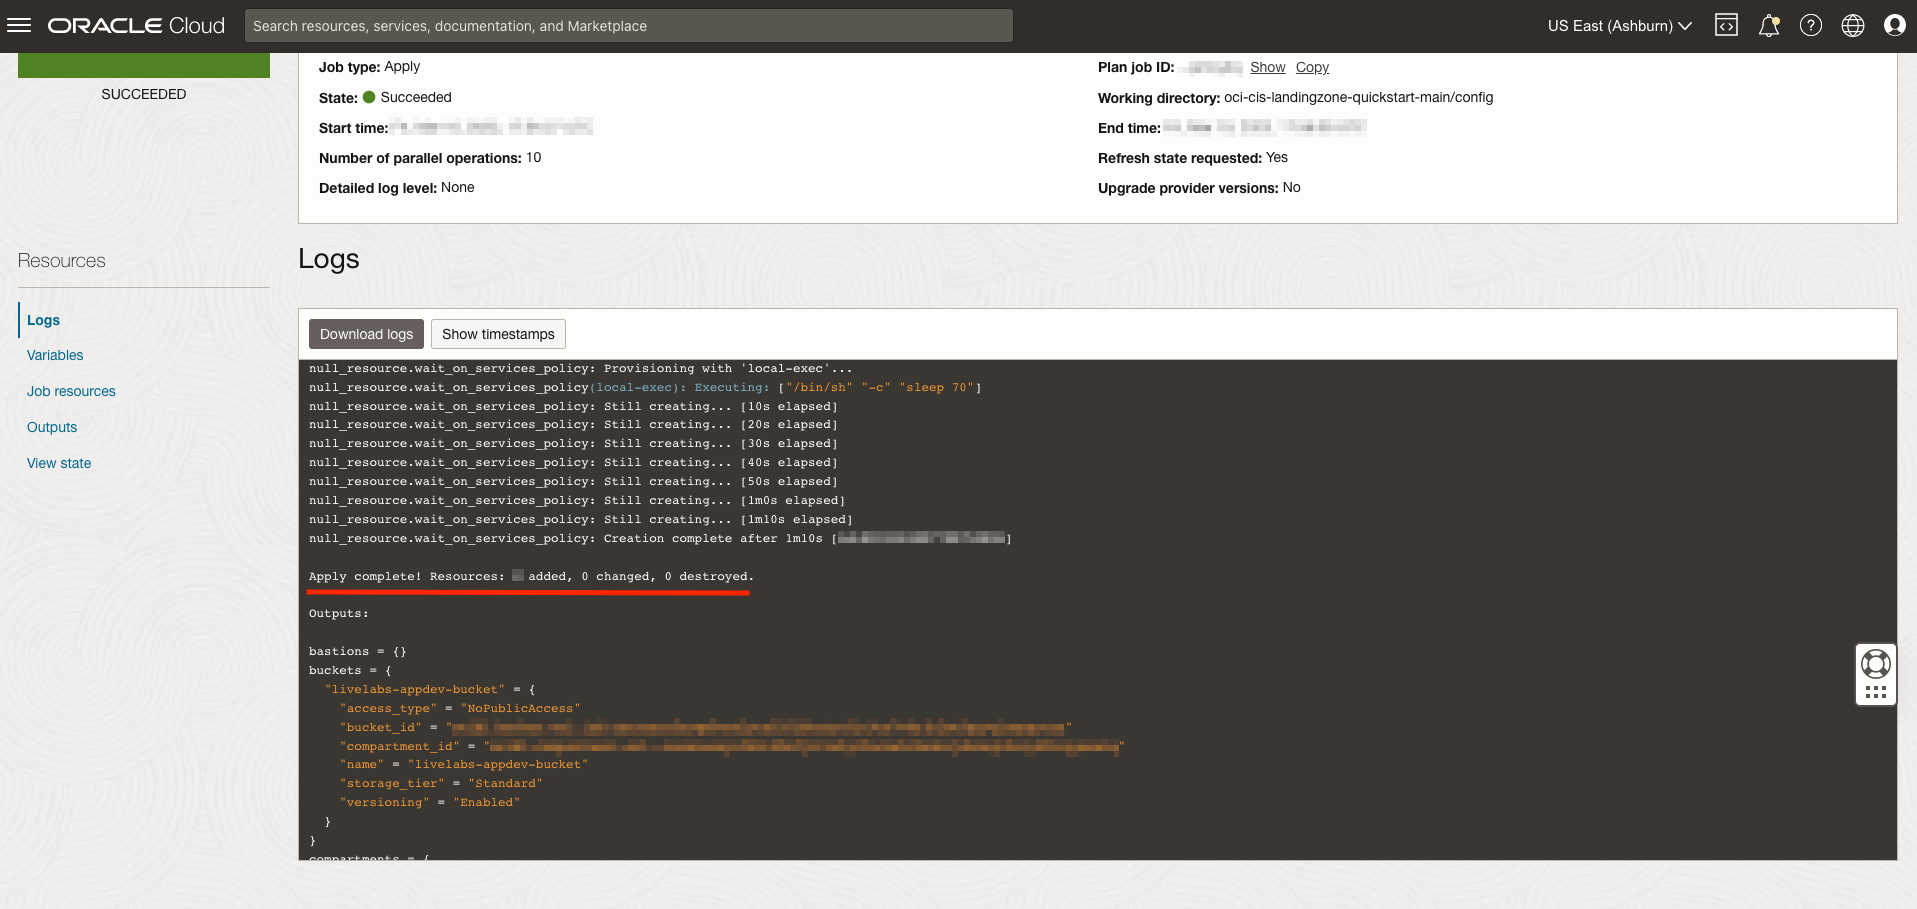 ORACLE Cloud
Search resources, services, documentation, and Marketplace
US East (Ashburn)
SUCCEEDED
Job type: Apply
Plan job ID: Show Copy
State: Succeeded
Working directory: oci-cis-landingzone-quickstart-main/config
Start time:
End time:
Number of parallel operations: 10
Refresh state requested: Yes
Detailed log level: None
Upgrade provider versions: No
Resources
Logs
Variables
Job resources
Outputs
View state
Logs
Download logs
Show timestamps
null_resource.wait_on_services_policy: Provisioning with 'local-exec'...
null_resource.wait_on_services_policy(local-exec): Executing: ["/bin/sh" "-c" "sleep 70"]
null_resource.wait_on_services_policy: Still creating... [10s elapsed]
null_resource.wait_on_services_policy: Still creating... [20s elapsed]
null_resource.wait_on_services_policy: Still creating... [30s elapsed]
null_resource.wait_on_services_policy: Still creating... [40s elapsed]
null_resource.wait_on_services_policy: Still creating... [50s elapsed]
null_resource.wait_on_services_policy: Still creating... [1m0s elapsed]
null_resource.wait_on_services_policy: Still creating... [1m10s elapsed]
null_resource.wait_on_services_policy: Creation complete after 1m10s [ ]
Apply complete! Resources: added, 0 changed, 0 destroyed.
Outputs:
bastions = {}
buckets = {
"livelabs-appdev-bucket" = {
"access_type" = "NoPublicAccess"
"bucket_id" = " "
"compartment_id" = " "
"name" = "livelabs-appdev-bucket"
"storage_tier" = "Standard"
"versioning" = "Enabled"
}
}
compartments = {